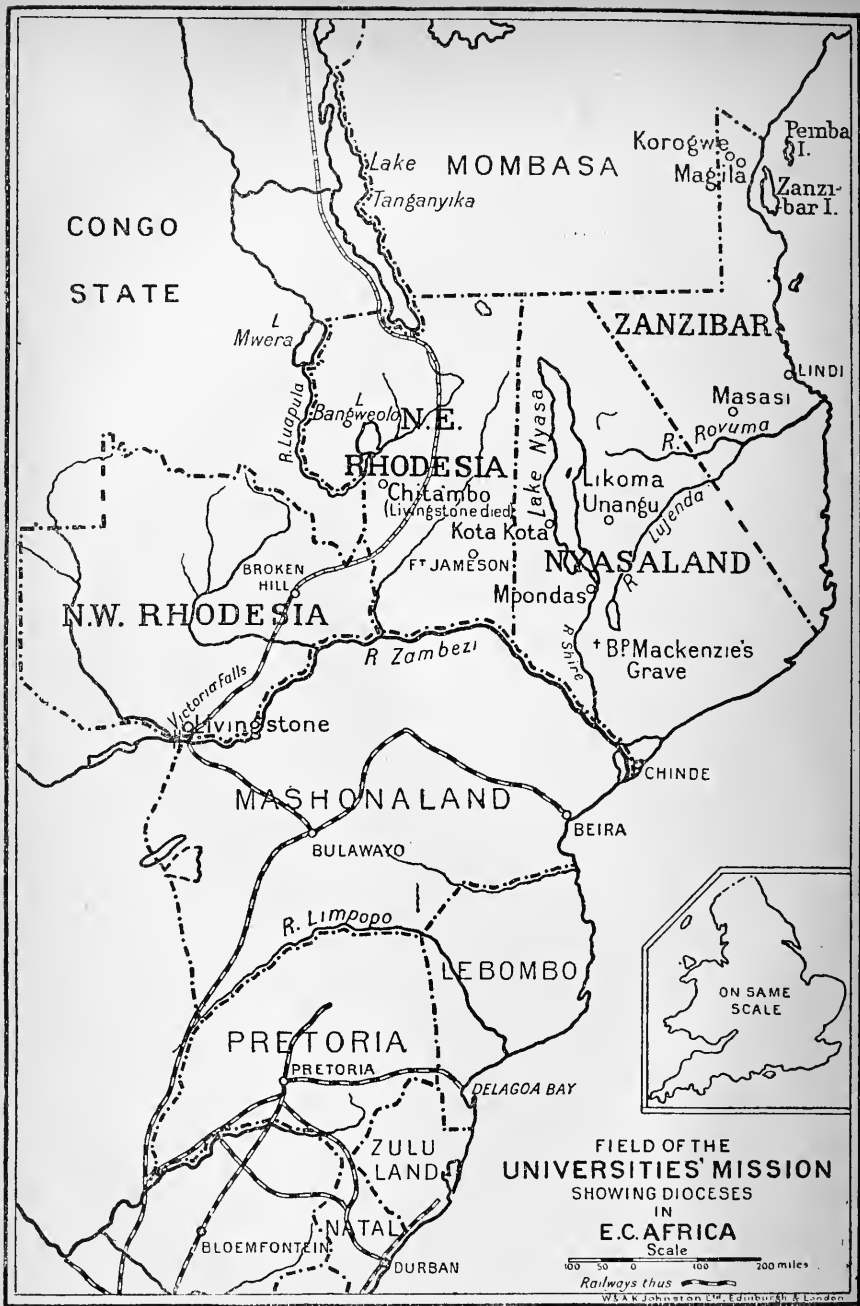 Pemba
I.
Korogwe
Magila
Zanzi-
bar I.
MOMBASA
Lake
Tanganyika
CONGO
STATE
L
Mwera
ZANZIBAR
LINDI
Masasi
R. Rovuma
R. Luapula
L
Bangweolo
N.E.
RHODESIA
Chitambo
(Livingstone died)
Lake Nyasa
Likoma
Unangu
R Lujenda
Kota Kota
FT JAMESON
NYASALAND
Mpondas
BROKEN
HILL
N.W. RHODESIA
R Zambezi
R Shire
† BP. Mackenzie's
Grave
Victoria Falls
Livingstone
CHINDE
MASHONALAND
BEIRA
BULAWAYO
R. Limpopo
LEBOMBO
ON SAME
SCALE
PRETORIA
PRETORIA
DELAGOA BAY
ZULU
LAND
NATAL
BLOEMFONTEIN
DURBAN
FIELD OF THE
UNIVERSITIES' MISSION
SHOWING DIOCESES
IN
E.C. AFRICA
Scale
100 50 0 100 200 miles
Railways thus
W & A K Johnston Ltd., Edinburgh & London